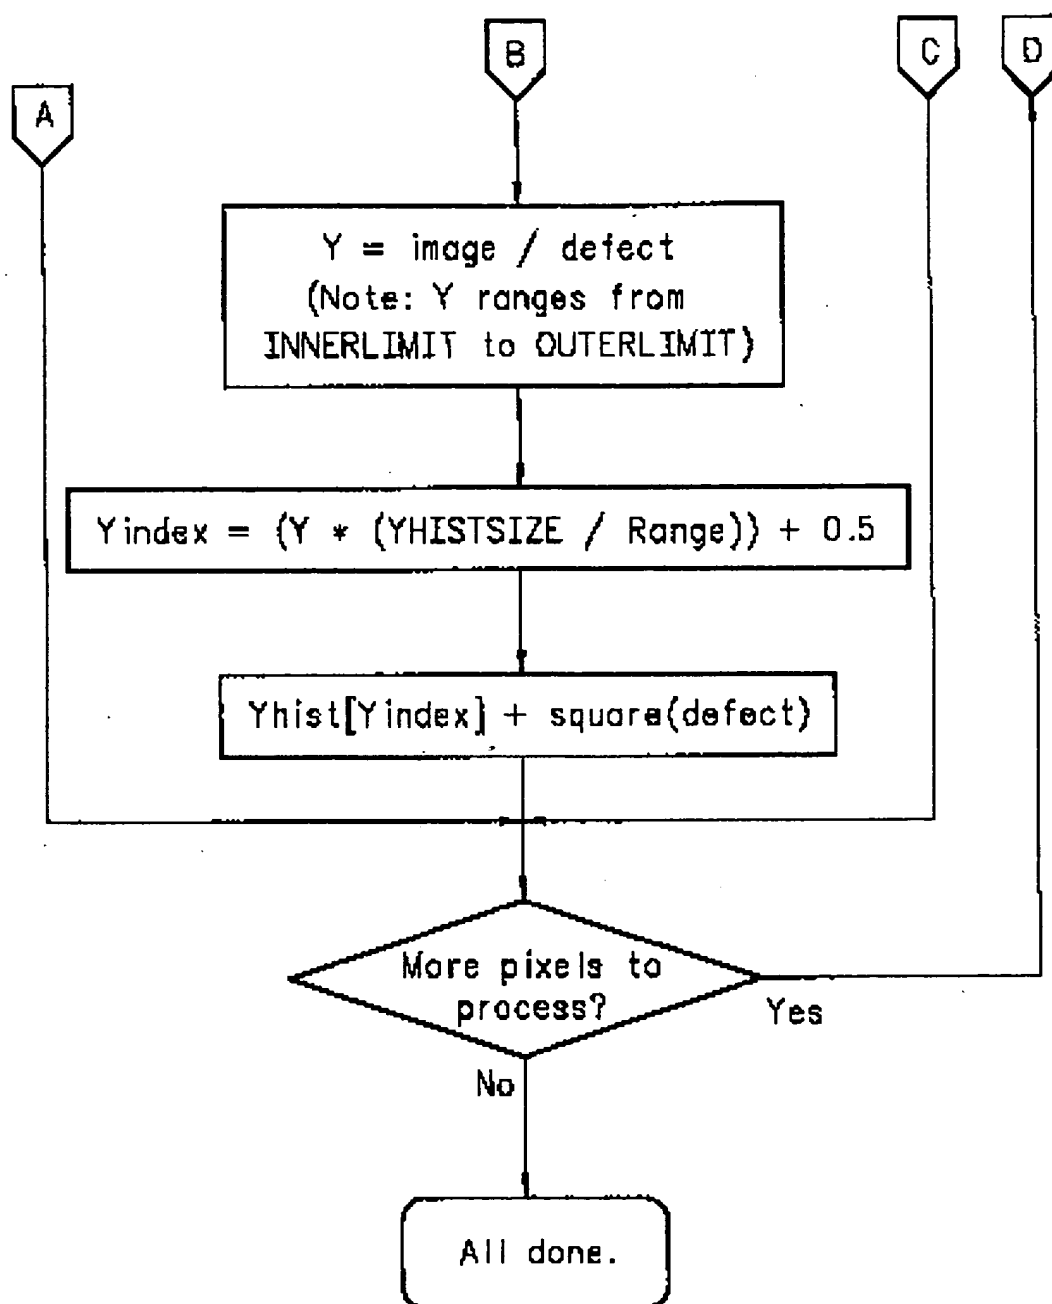 B
C
D
A
Y = image / defect
(Note: Y ranges from
INNERLIMIT to OUTERLIMIT)
Yindex = (Y * (YHISTSIZE / Range)) + 0.5
Yhist[Yindex] + square(defect)
More pixels to
process?
Yes
No
All done.